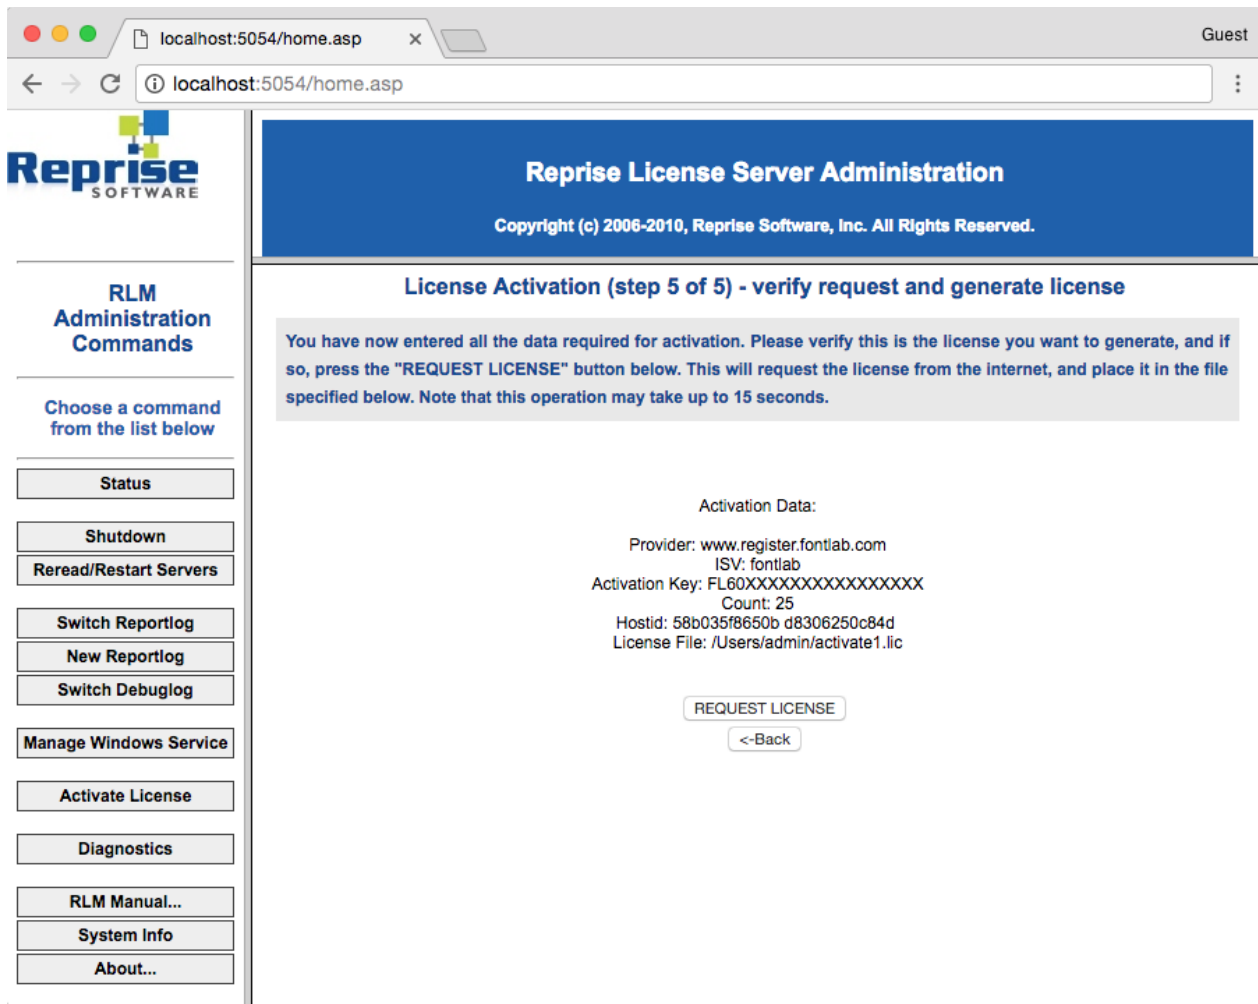 localhost:5054/home.asp
Guest
localhost:5054/home.asp
Reprise
SOFTWARE
RLM
Administration
Commands
Choose a command
from the list below
Status
Shutdown
Reread/Restart Servers
Switch Reportlog
New Reportlog
Switch Debuglog
Manage Windows Service
Activate License
Diagnostics
RLM Manual...
System Info
About...
Reprise License Server Administration
Copyright (c) 2006-2010, Reprise Software, Inc. All Rights Reserved.
License Activation (step 5 of 5) - verify request and generate license
You have now entered all the data required for activation. Please verify this is the license you want to generate, and if
so, press the "REQUEST LICENSE" button below. This will request the license from the internet, and place it in the file
specified below. Note that this operation may take up to 15 seconds.
Activation Data:
Provider: www.register.fontlab.com
ISV: fontlab
Activation Key: FL60XXXXXXXXXXXXXXXX
Count: 25
Hostid: 58b035f8650b d8306250c84d
License File: /Users/admin/activate1.lic
REQUEST LICENSE
<-Back